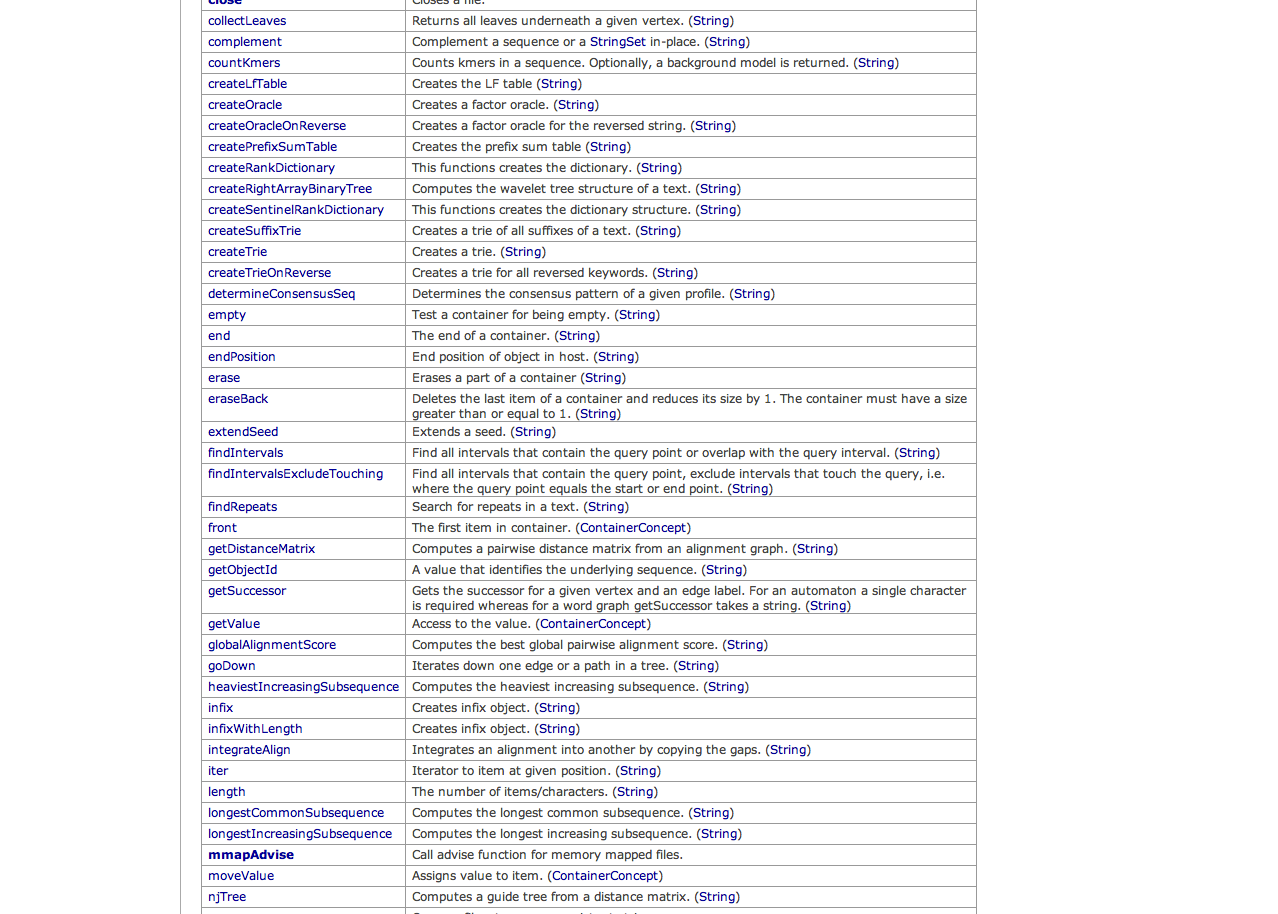 close Closes a file.
collectLeaves Returns all leaves underneath a given vertex. (String)
complement Complement a sequence or a StringSet in-place. (String)
countKmers Counts kmers in a sequence. Optionally, a background model is returned. (String)
createLfTable Creates the LF table (String)
createOracle Creates a factor oracle. (String)
createOracleOnReverse Creates a factor oracle for the reversed string. (String)
createPrefixSumTable Creates the prefix sum table (String)
createRankDictionary This functions creates the dictionary. (String)
createRightArrayBinaryTree Computes the wavelet tree structure of a text. (String)
createSentinelRankDictionary This functions creates the dictionary structure. (String)
createSuffixTrie Creates a trie of all suffixes of a text. (String)
createTrie Creates a trie. (String)
createTrieOnReverse Creates a trie for all reversed keywords. (String)
determineConsensusSeq Determines the consensus pattern of a given profile. (String)
empty Test a container for being empty. (String)
end The end of a container. (String)
endPosition End position of object in host. (String)
erase Erases a part of a container (String)
eraseBack Deletes the last item of a container and reduces its size by 1. The container must have a size
greater than or equal to 1. (String)
extendSeed Extends a seed. (String)
findIntervals Find all intervals that contain the query point or overlap with the query interval. (String)
findIntervalsExcludeTouching Find all intervals that contain the query point, exclude intervals that touch the query, i.e.
where the query point equals the start or end point. (String)
findRepeats Search for repeats in a text. (String)
front The first item in container. (ContainerConcept)
getDistanceMatrix Computes a pairwise distance matrix from an alignment graph. (String)
getObjectId A value that identifies the underlying sequence. (String)
getSuccessor Gets the successor for a given vertex and an edge label. For an automaton a single character
is required whereas for a word graph getSuccessor takes a string. (String)
getValue Access to the value. (ContainerConcept)
globalAlignmentScore Computes the best global pairwise alignment score. (String)
goDown Iterates down one edge or a path in a tree. (String)
heaviestIncreasingSubsequence Computes the heaviest increasing subsequence. (String)
infix Creates infix object. (String)
infixWithLength Creates infix object. (String)
integrateAlign Integrates an alignment into another by copying the gaps. (String)
iter Iterator to item at given position. (String)
length The number of items/characters. (String)
longestCommonSubsequence Computes the longest common subsequence. (String)
longestIncreasingSubsequence Computes the longest increasing subsequence. (String)
mmapAdvise Call advise function for memory mapped files.
moveValue Assigns value to item. (ContainerConcept)
njTree Computes a guide tree from a distance matrix. (String)